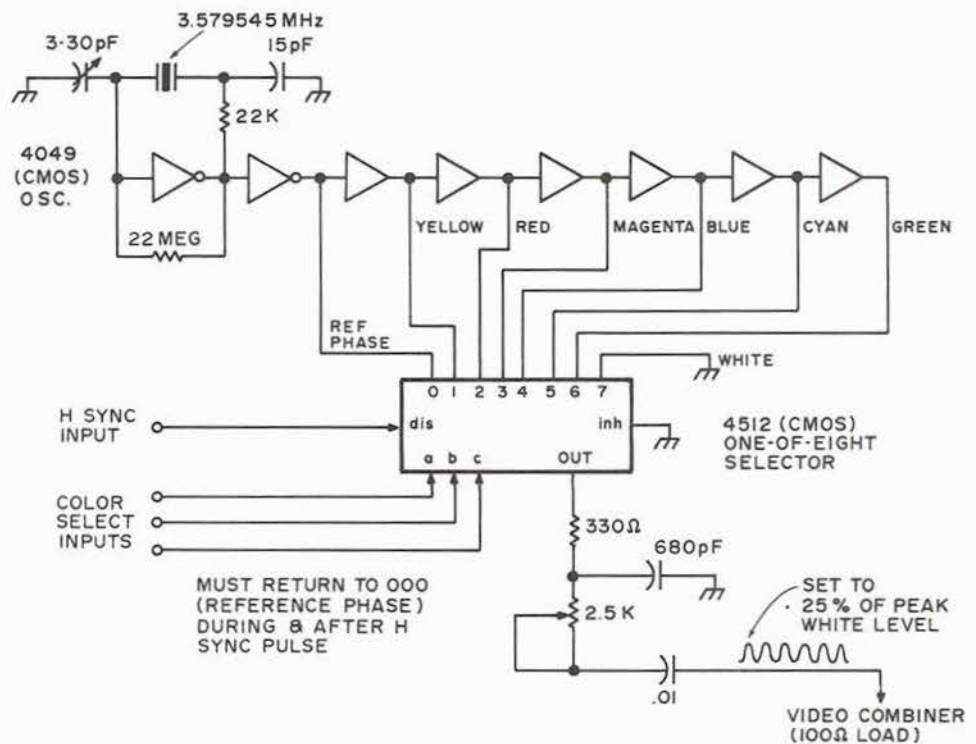 3.579545 MHz
3-30pF
15pF
22K
4049
(CMOS)
OSC.
22 MEG
YELLOW
RED
MAGENTA
BLUE
CYAN
GREEN
REF
PHASE
WHITE
0 1 2 3 4 5 6 7
H SYNC
INPUT
dis
inh
4512 (CMOS)
ONE-OF-EIGHT
SELECTOR
a b c
OUT
COLOR
SELECT
INPUTS
330Ω
680pF
MUST RETURN TO 000
(REFERENCE PHASE)
DURING & AFTER H
SYNC PULSE
2.5K
SET TO
25% OF PEAK
WHITE LEVEL
.01
VIDEO COMBINER
(100Ω LOAD)